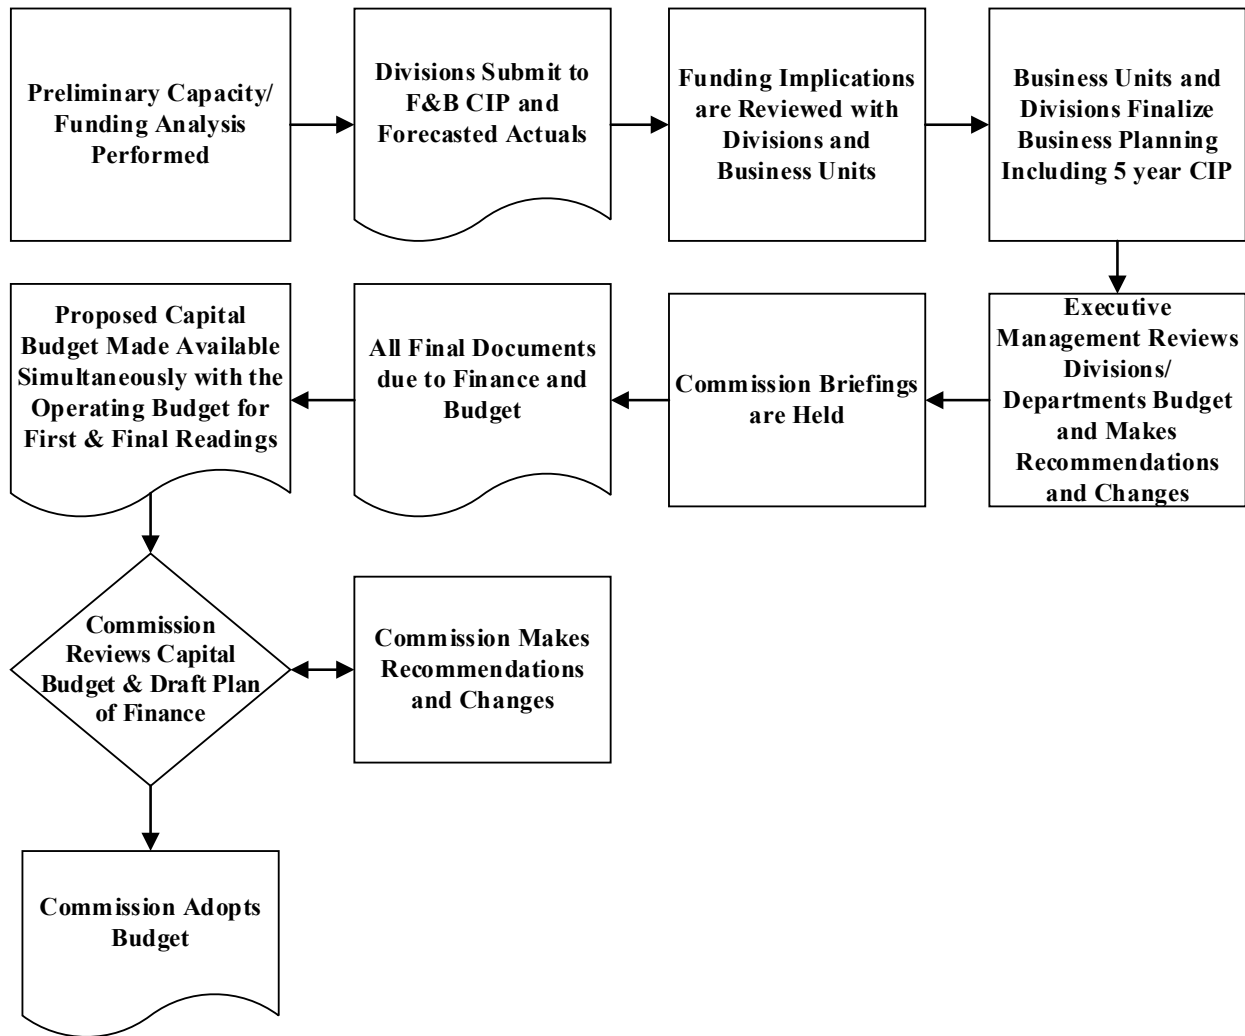 Preliminary Capacity/
Funding Analysis
Performed
Divisions Submit to
F&B CIP and
Forecasted Actuals
Funding Implications
are Reviewed with
Divisions and
Business Units
Business Units and
Divisions Finalize
Business Planning
Including 5 year CIP
Executive
Management Reviews
Divisions/
Departments Budget
and Makes
Recommendations
and Changes
Commission Briefings
are Held
All Final Documents
due to Finance and
Budget
Proposed Capital
Budget Made Available
Simultaneously with the
Operating Budget for
First & Final Readings
Commission
Reviews Capital
Budget & Draft Plan
of Finance
Commission Makes
Recommendations
and Changes
Commission Adopts
Budget